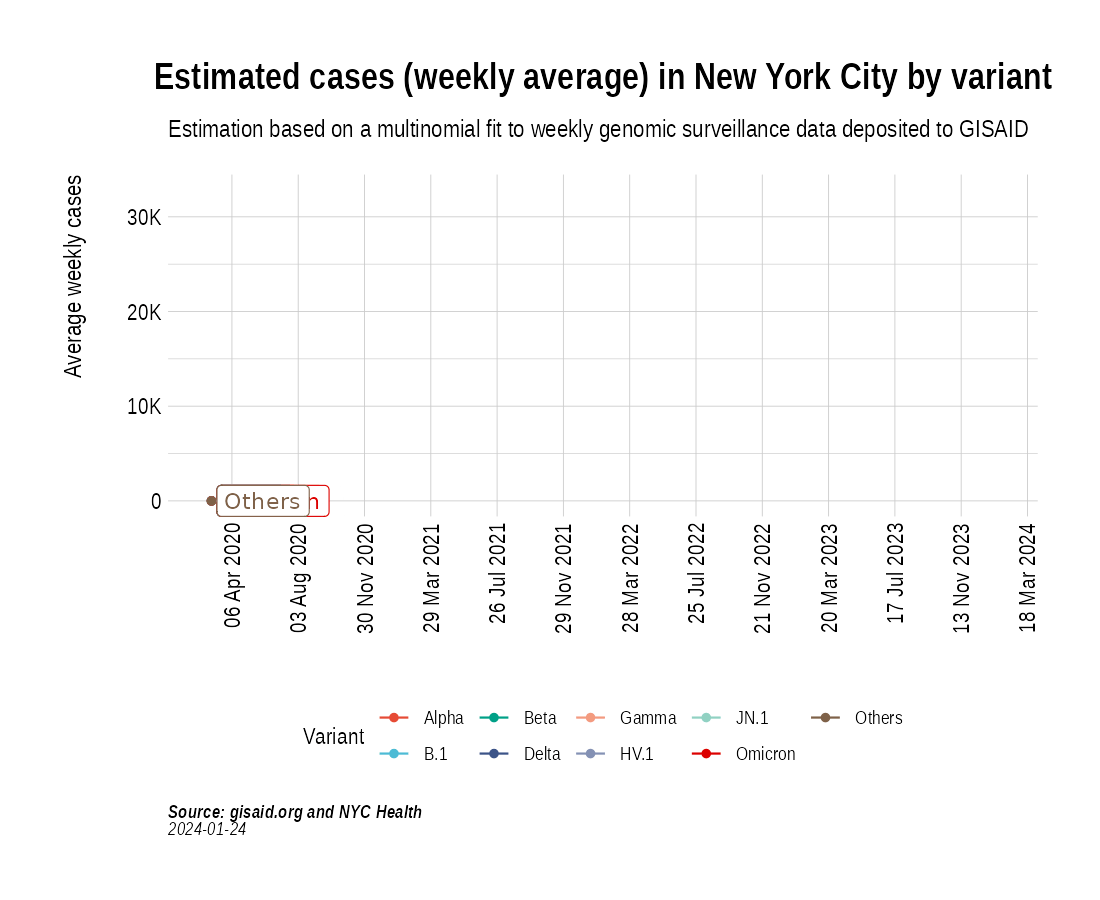 Estimated cases (weekly average) in New York City by variant
Estimation based on a multinomial fit to weekly genomic surveillance data deposited to GISAID
Average weekly cases
30K
20K
10K
0
Others
n
06 Apr 2020
03 Aug 2020
30 Nov 2020
29 Mar 2021
26 Jul 2021
29 Nov 2021
28 Mar 2022
25 Jul 2022
21 Nov 2022
20 Mar 2023
17 Jul 2023
13 Nov 2023
18 Mar 2024
Variant
Alpha
Beta
Gamma
JN.1
Others
B.1
Delta
HV.1
Omicron
Source: gisaid.org and NYC Health
2024-01-24